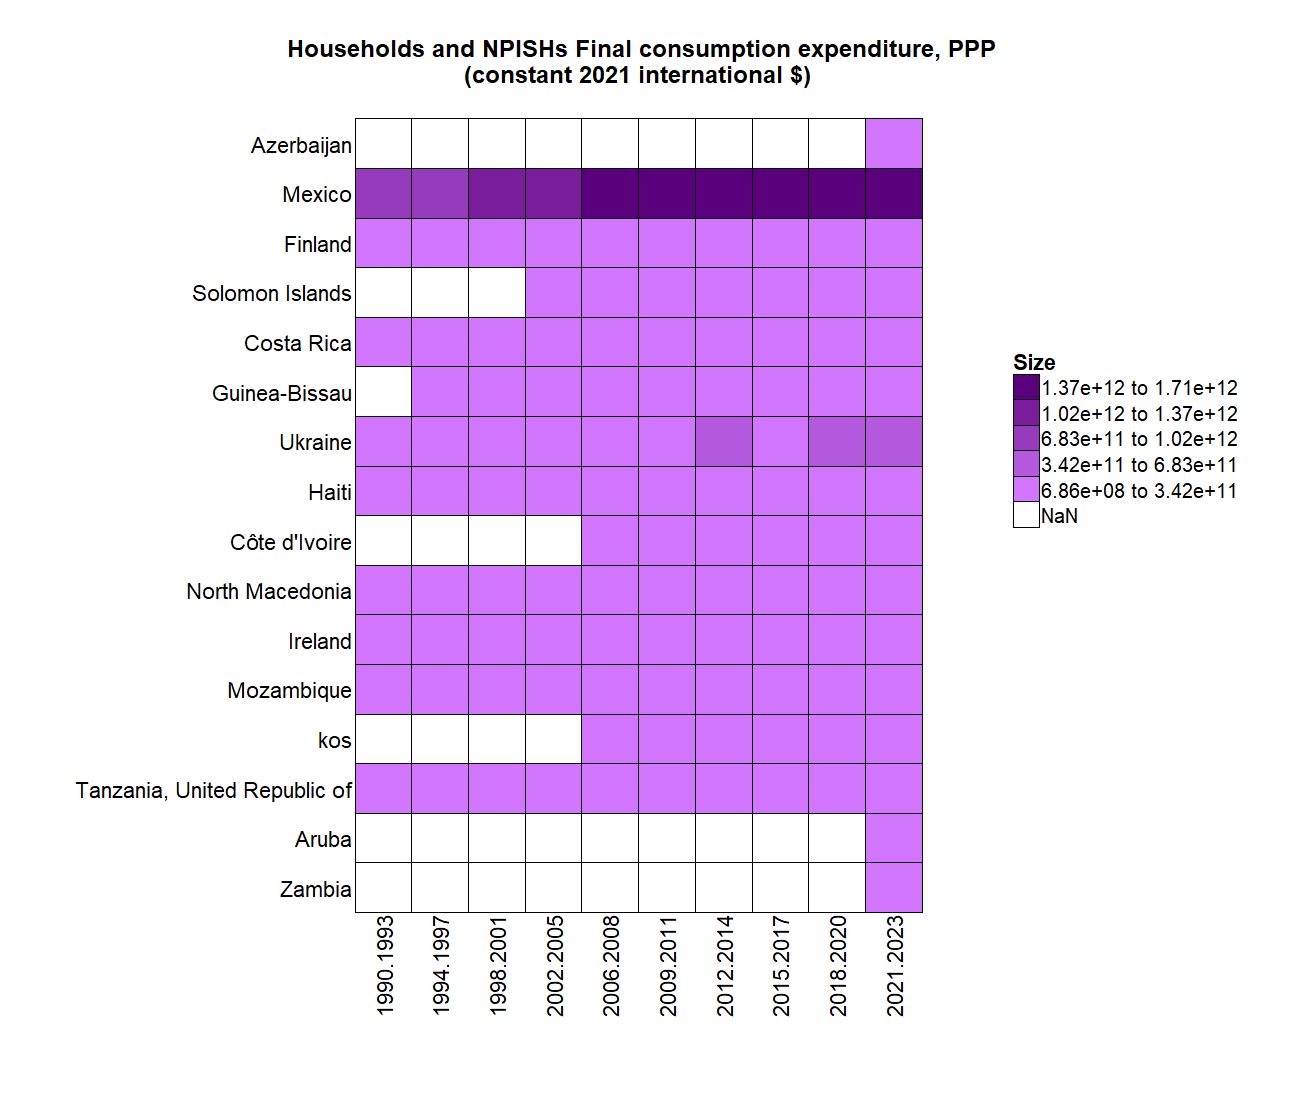 Households and NPISHs Final consumption expenditure, PPP
(constant 2021 international $)
Azerbaijan
Mexico
Finland
Solomon Islands
Costa Rica
Guinea-Bissau
Ukraine
Haiti
Côte d'Ivoire
North Macedonia
Ireland
Mozambique
kos
Tanzania, United Republic of
Aruba
Zambia
1990.1993
1994.1997
1998.2001
2002.2005
2006.2008
2009.2011
2012.2014
2015.2017
2018.2020
2021.2023
Size
1.37e+12 to 1.71e+12
1.02e+12 to 1.37e+12
6.83e+11 to 1.02e+12
3.42e+11 to 6.83e+11
6.86e+08 to 3.42e+11
NaN